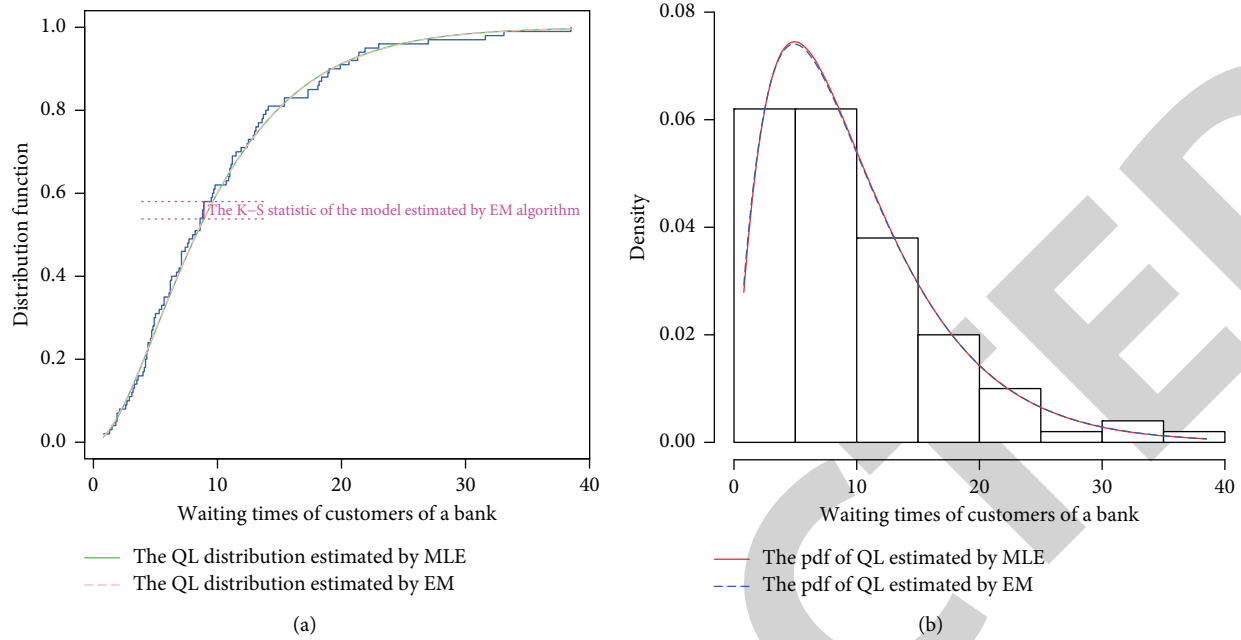 Distribution function
1.0
0.8
0.6
0.4
0.2
0.0
The K–S statistic of the model estimated by EM algorithm
0 10 20 30 40
Waiting times of customers of a bank
The QL distribution estimated by MLE
The QL distribution estimated by EM
(a)
Density
0.08
0.06
0.04
0.02
0.00
0 10 20 30 40
Waiting times of customers of a bank
The pdf of QL estimated by MLE
The pdf of QL estimated by EM
(b)
CTED